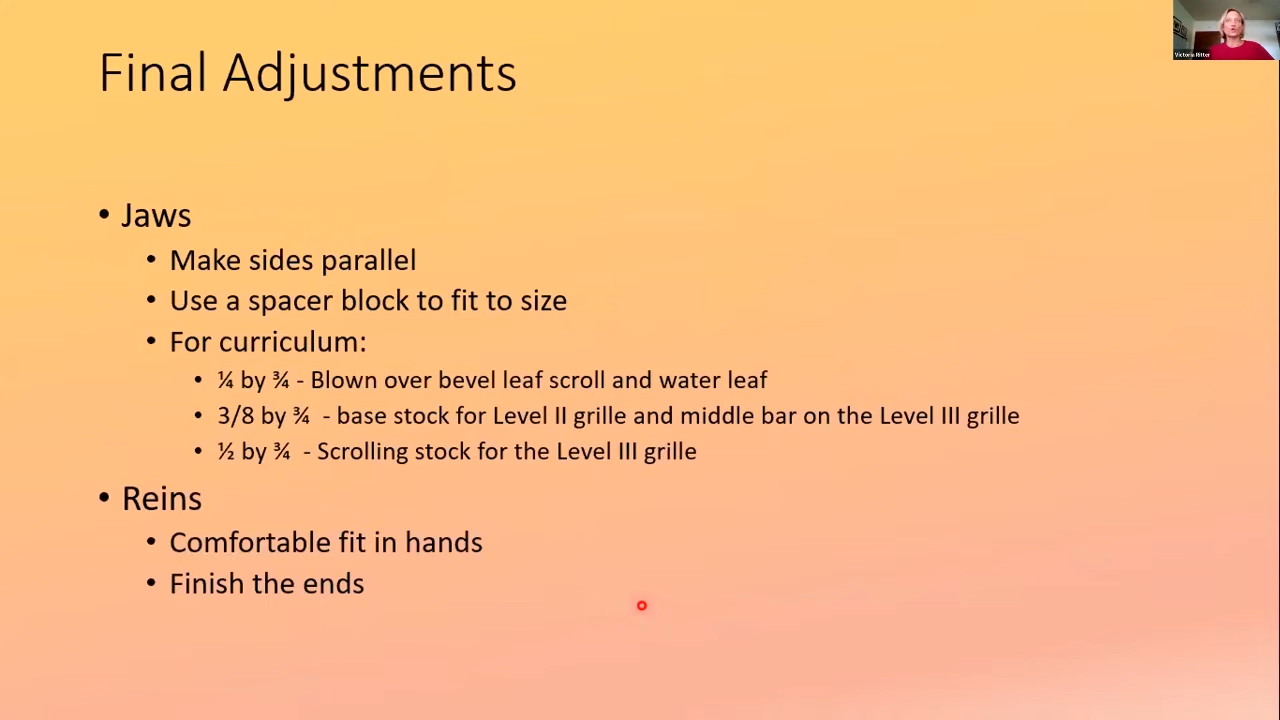 Final Adjustments
Victoria Ritter
• Jaws
• Make sides parallel
• Use a spacer block to fit to size
• For curriculum:
• ¼ by ¾ - Blown over bevel leaf scroll and water leaf
• 3/8 by ¾  - base stock for Level II grille and middle bar on the Level III grille
• ½ by ¾  - Scrolling stock for the Level III grille
• Reins
• Comfortable fit in hands
• Finish the ends